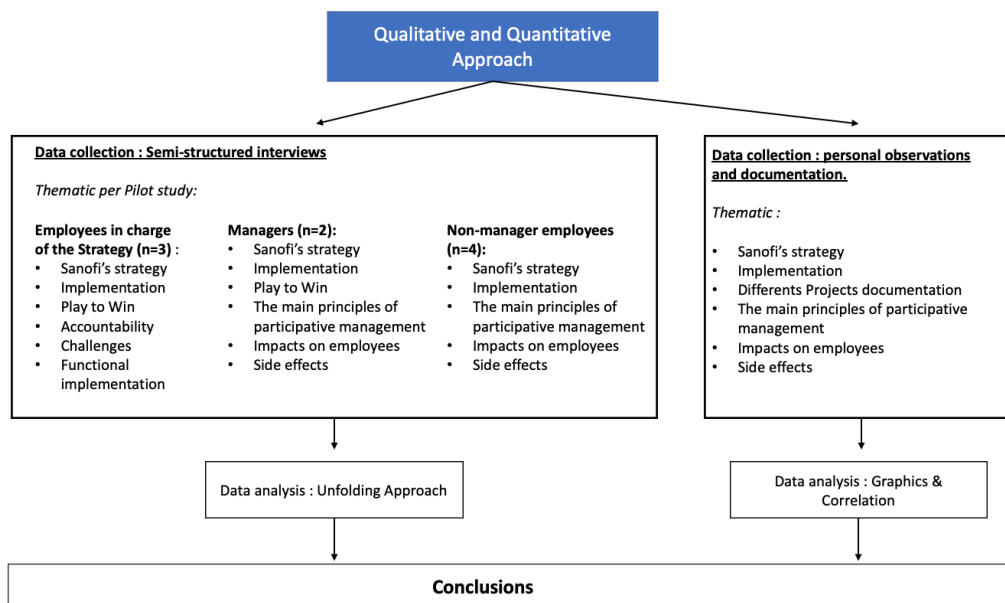 Qualitative and Quantitative
Approach
Data collection : Semi-structured interviews
Thematic per Pilot study:
Employees in charge
of the Strategy (n=3) :
• Sanofi's strategy
• Implementation
• Play to Win
• Accountability
• Challenges
• Functional
implementation
Managers (n=2):
• Sanofi's strategy
• Implementation
• Play to Win
• The main principles of
participative management
• Impacts on employees
• Side effects
Non-manager employees
(n=4):
• Sanofi's strategy
• Implementation
• The main principles of
participative management
• Impacts on employees
• Side effects
Data collection : personal observations
and documentation.
Thematic :
• Sanofi's strategy
• Implementation
• Differents Projects documentation
• The main principles of participative
management
• Impacts on employees
• Side effects
Data analysis : Unfolding Approach
Data analysis : Graphics &
Correlation
Conclusions